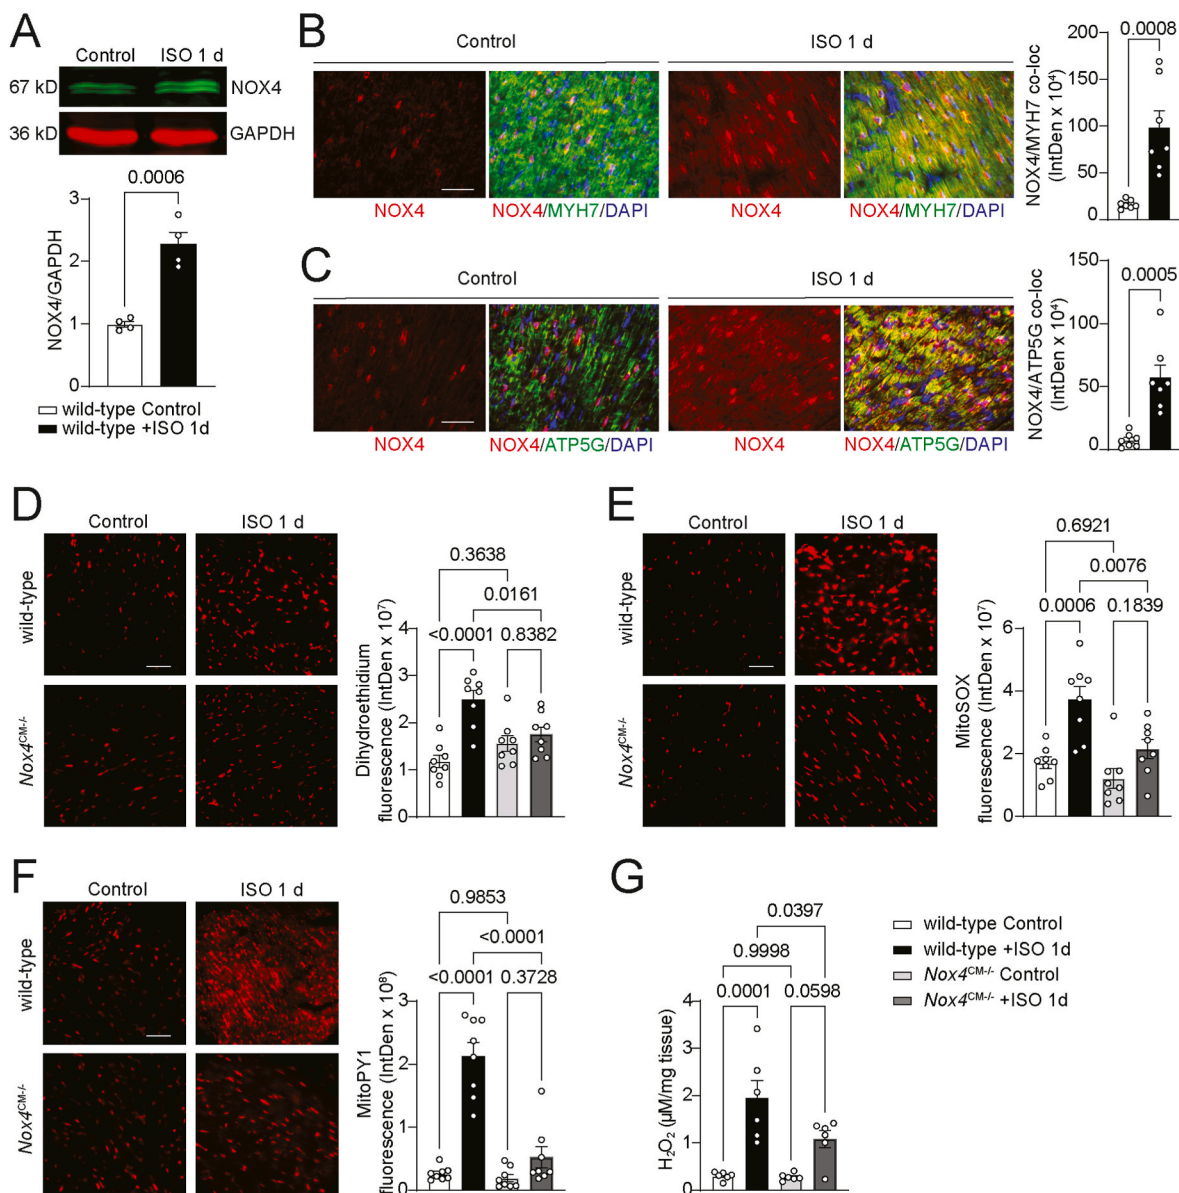 A
Control ISO 1 d
67 kD NOX4
36 kD GAPDH
0.0006
NOX4/GAPDH
3
2
1
0
wild-type Control
wild-type +ISO 1d
B
Control ISO 1 d
NOX4 NOX4/MYH7/DAPI NOX4 NOX4/MYH7/DAPI
NOX4/MYH7 co-loc
(IntDen x 10⁴)
0.0008
200
150
100
50
0
C
Control ISO 1 d
NOX4 NOX4/ATP5G/DAPI NOX4 NOX4/ATP5G/DAPI
NOX4/ATP5G co-loc
(IntDen x 10⁴)
0.0005
150
100
50
0
D
Control ISO 1 d
wild-type
Nox4CM-/-
0.3638
0.0161
<0.0001 0.8382
Dihydroethidium
fluorescence (IntDen x 10⁷)
4
3
2
1
0
E
Control ISO 1 d
wild-type
Nox4CM-/-
0.6921
0.0076
0.0006 0.1839
MitoSOX
fluorescence (IntDen x 10⁷)
6
4
2
0
F
Control ISO 1 d
wild-type
Nox4CM-/-
0.9853
<0.0001
<0.0001 0.3728
MitoPY1
fluorescence (IntDen x 10⁸)
3
2
1
0
G
0.0397
0.9998
0.0001 0.0598
H₂O₂ (µM/mg tissue)
4
3
2
1
0
wild-type Control
wild-type +ISO 1d
Nox4CM-/- Control
Nox4CM-/- +ISO 1d